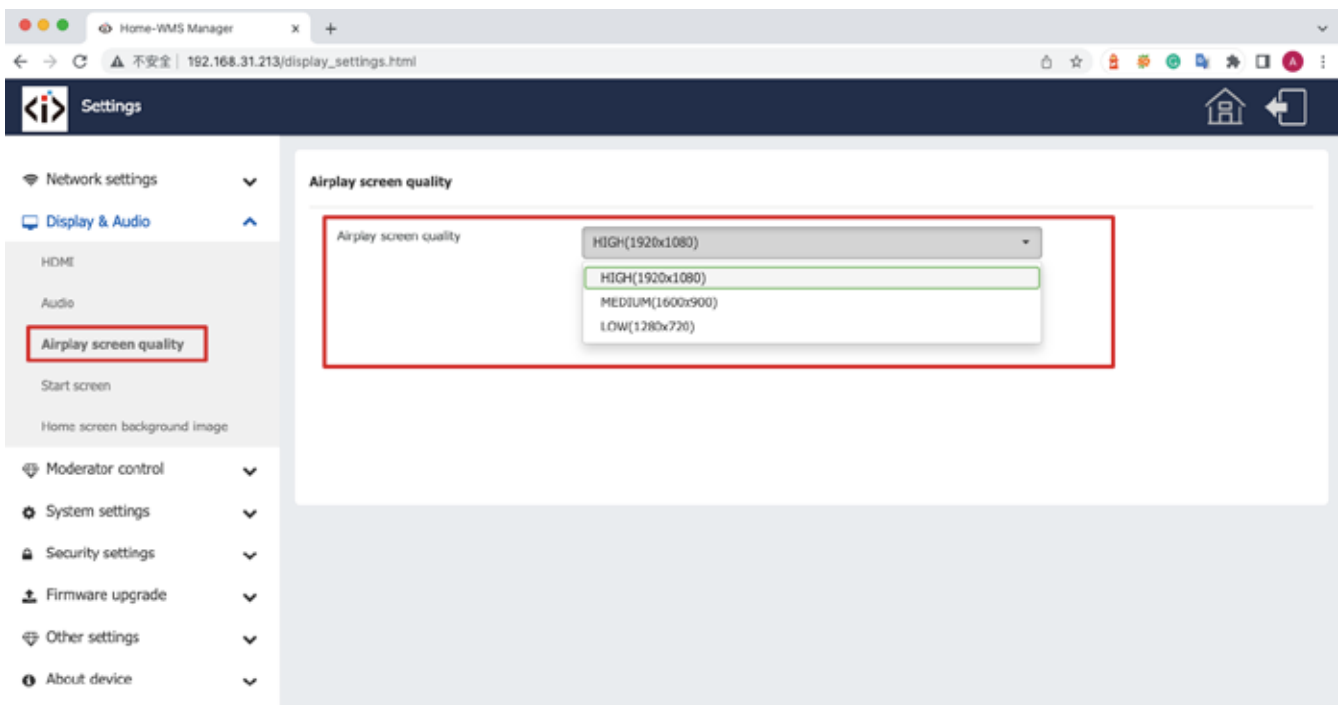 Home-WMS Manager
不安全 | 192.168.31.213/display_settings.html
A
<i> Settings
Network settings
Display & Audio
HDMI
Audio
Airplay screen quality
Start screen
Home screen background image
Moderator control
System settings
Security settings
Firmware upgrade
Other settings
About device
Airplay screen quality
Airplay screen quality
HIGH(1920x1080)
HIGH(1920x1080)
MEDIUM(1600x900)
LOW(1280x720)